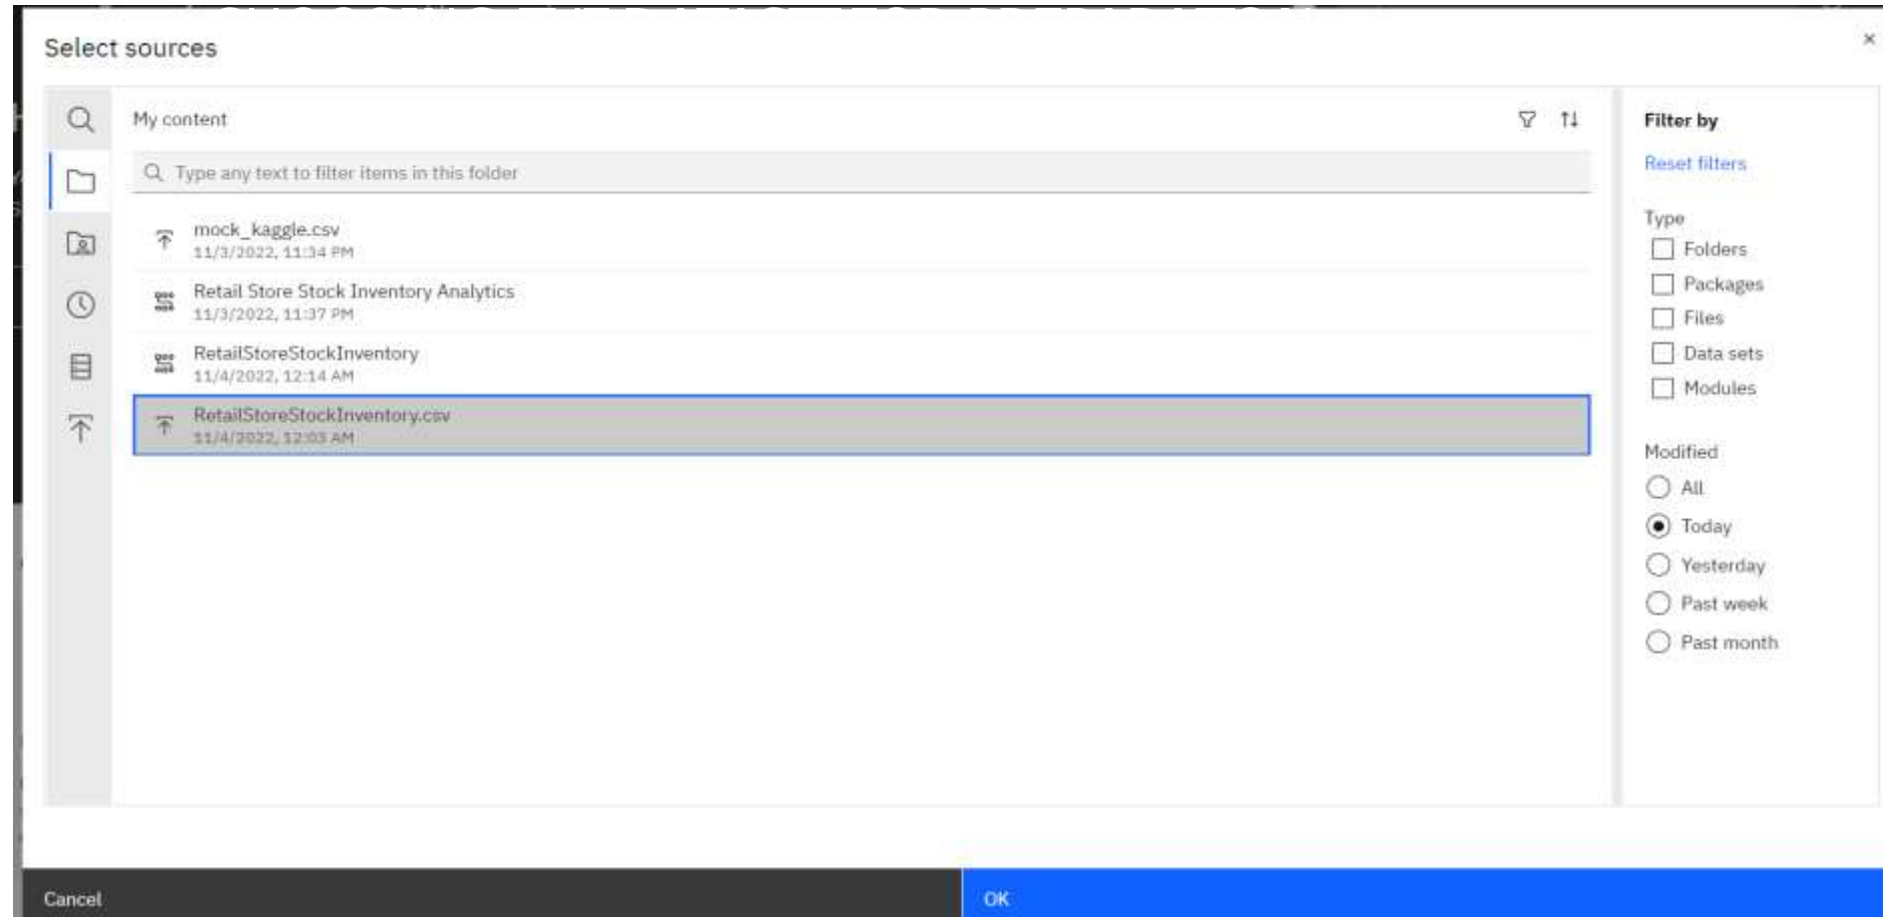 Select sources
My content
Type any text to filter items in this folder
mock_kaggle.csv
11/3/2022, 11:34 PM
Retail Store Stock Inventory Analytics
11/3/2022, 11:37 PM
RetailStoreStockInventory
11/4/2022, 12:14 AM
RetailStoreStockInventory.csv
11/4/2022, 12:03 AM
Filter by
Reset filters
Type
Folders
Packages
Files
Data sets
Modules
Modified
All
Today
Yesterday
Past week
Past month
Cancel
OK